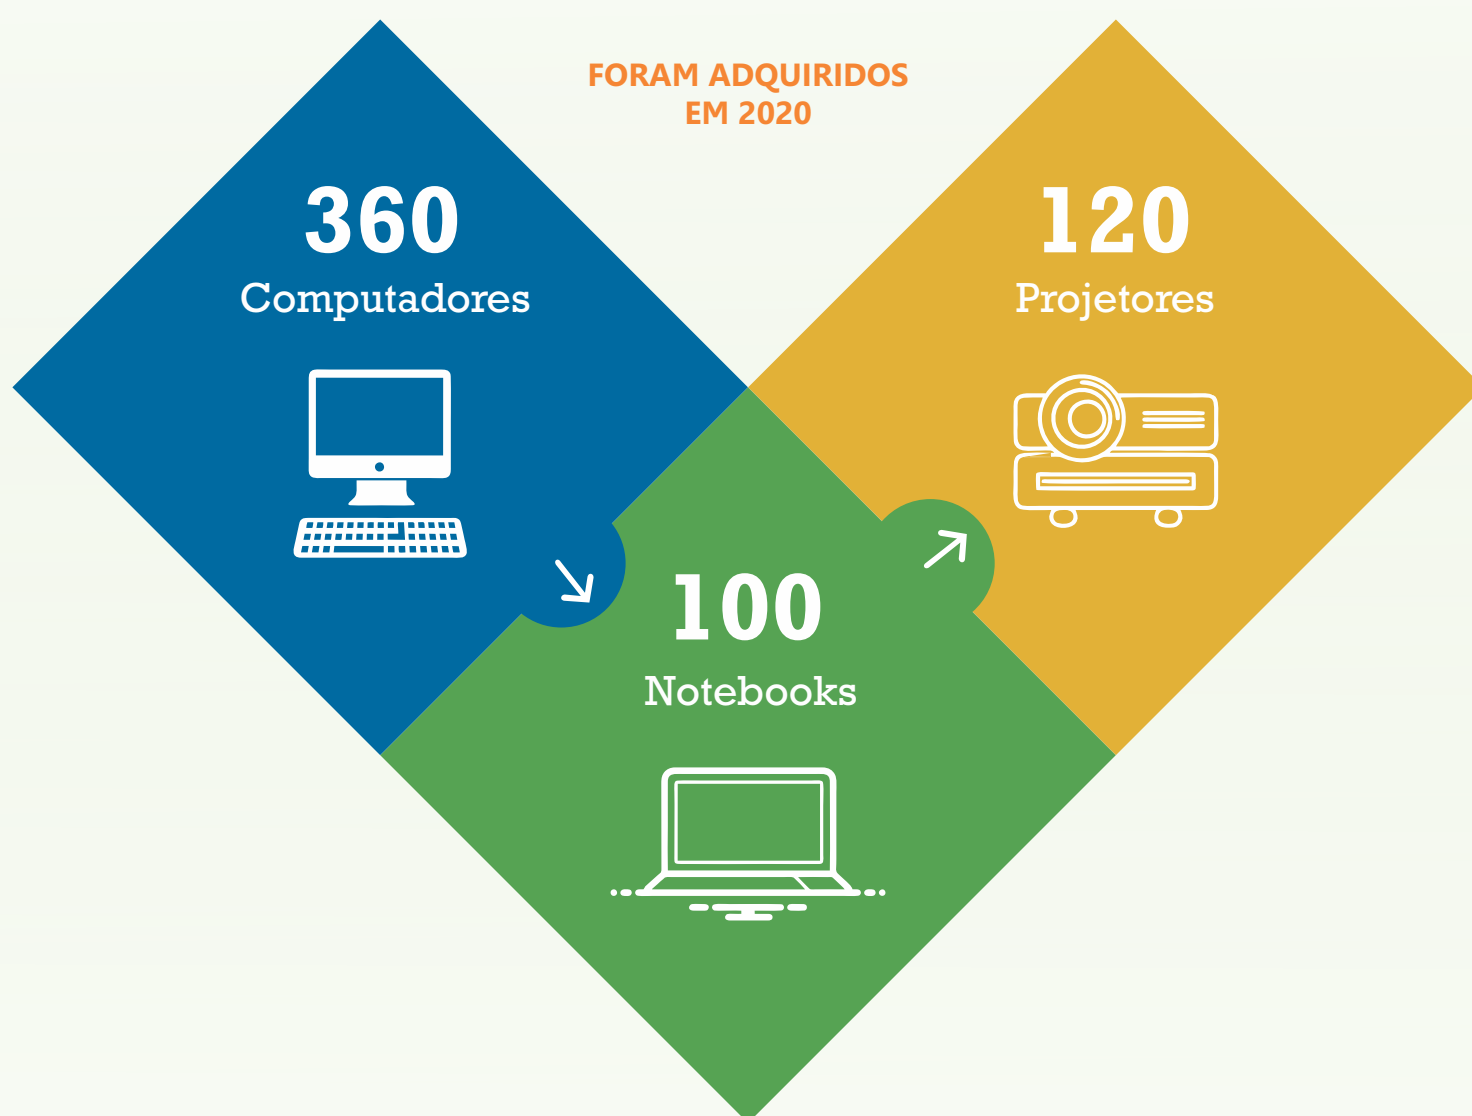 FORAM ADQUIRIDOS
EM 2020
360
Computadores
100
Notebooks
120
Projetores